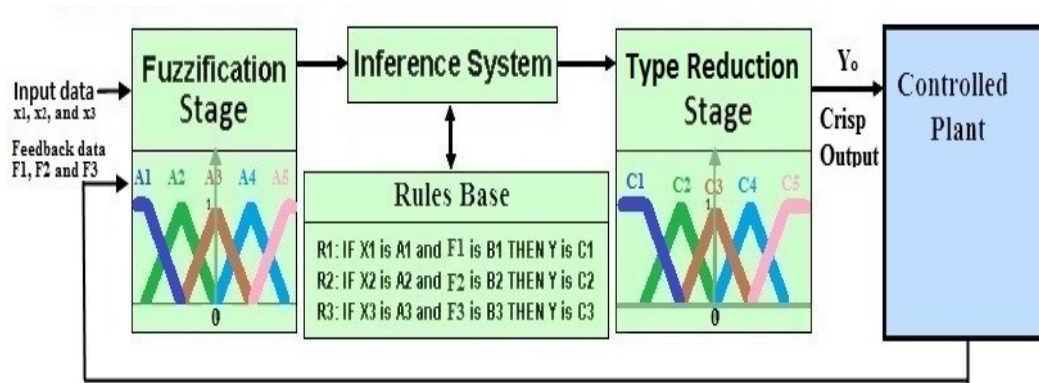 Input data
x1, x2, and x3
Feedback data
F1, F2 and F3
Fuzzification
Stage
A1 A2 A3 A4 A5
1
0
Inference System
Rules Base
R1: IF X1 is A1 and F1 is B1 THEN Y is C1
R2: IF X2 is A2 and F2 is B2 THEN Y is C2
R3: IF X3 is A3 and F3 is B3 THEN Y is C3
Type Reduction
Stage
C1 C2 C3 C4 C5
1
0
Yo
Crisp
Output
Controlled
Plant